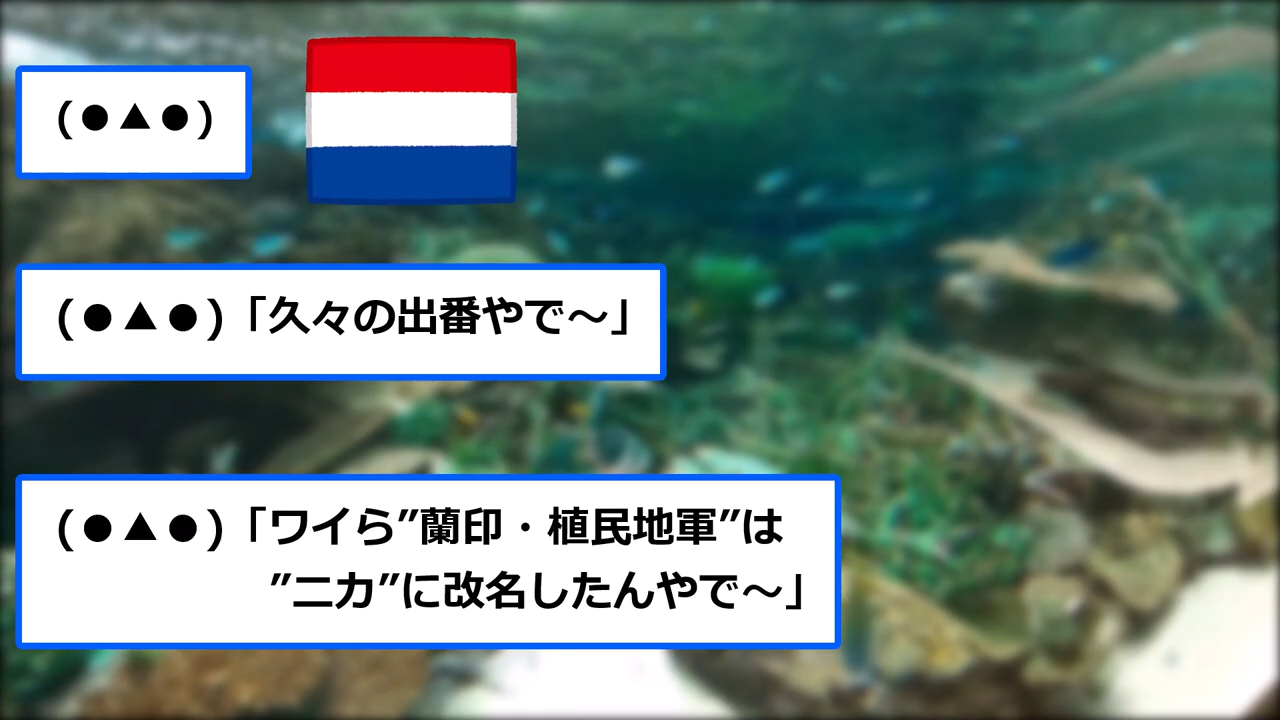 (●▲●)
(●▲●)「久々の出番やで～」
(●▲●)「ワイら”蘭印・植民地軍”は
”二カ”に改名したんやで～」